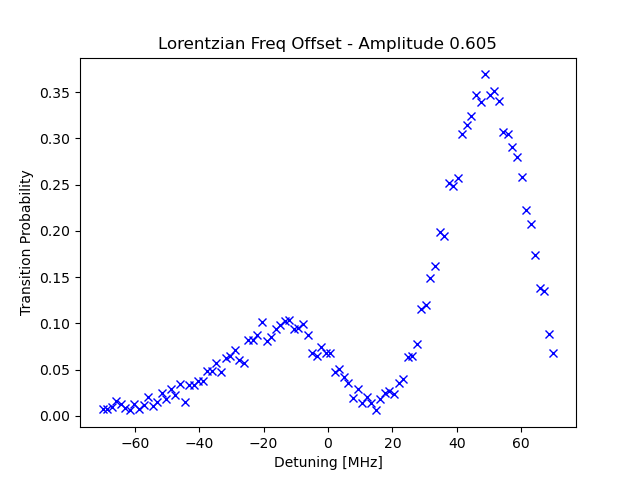 Lorentzian Freq Offset - Amplitude 0.605
Transition Probability
0.35
0.30
0.25
0.20
0.15
0.10
0.05
0.00
−60 −40 −20 0 20 40 60
Detuning [MHz]